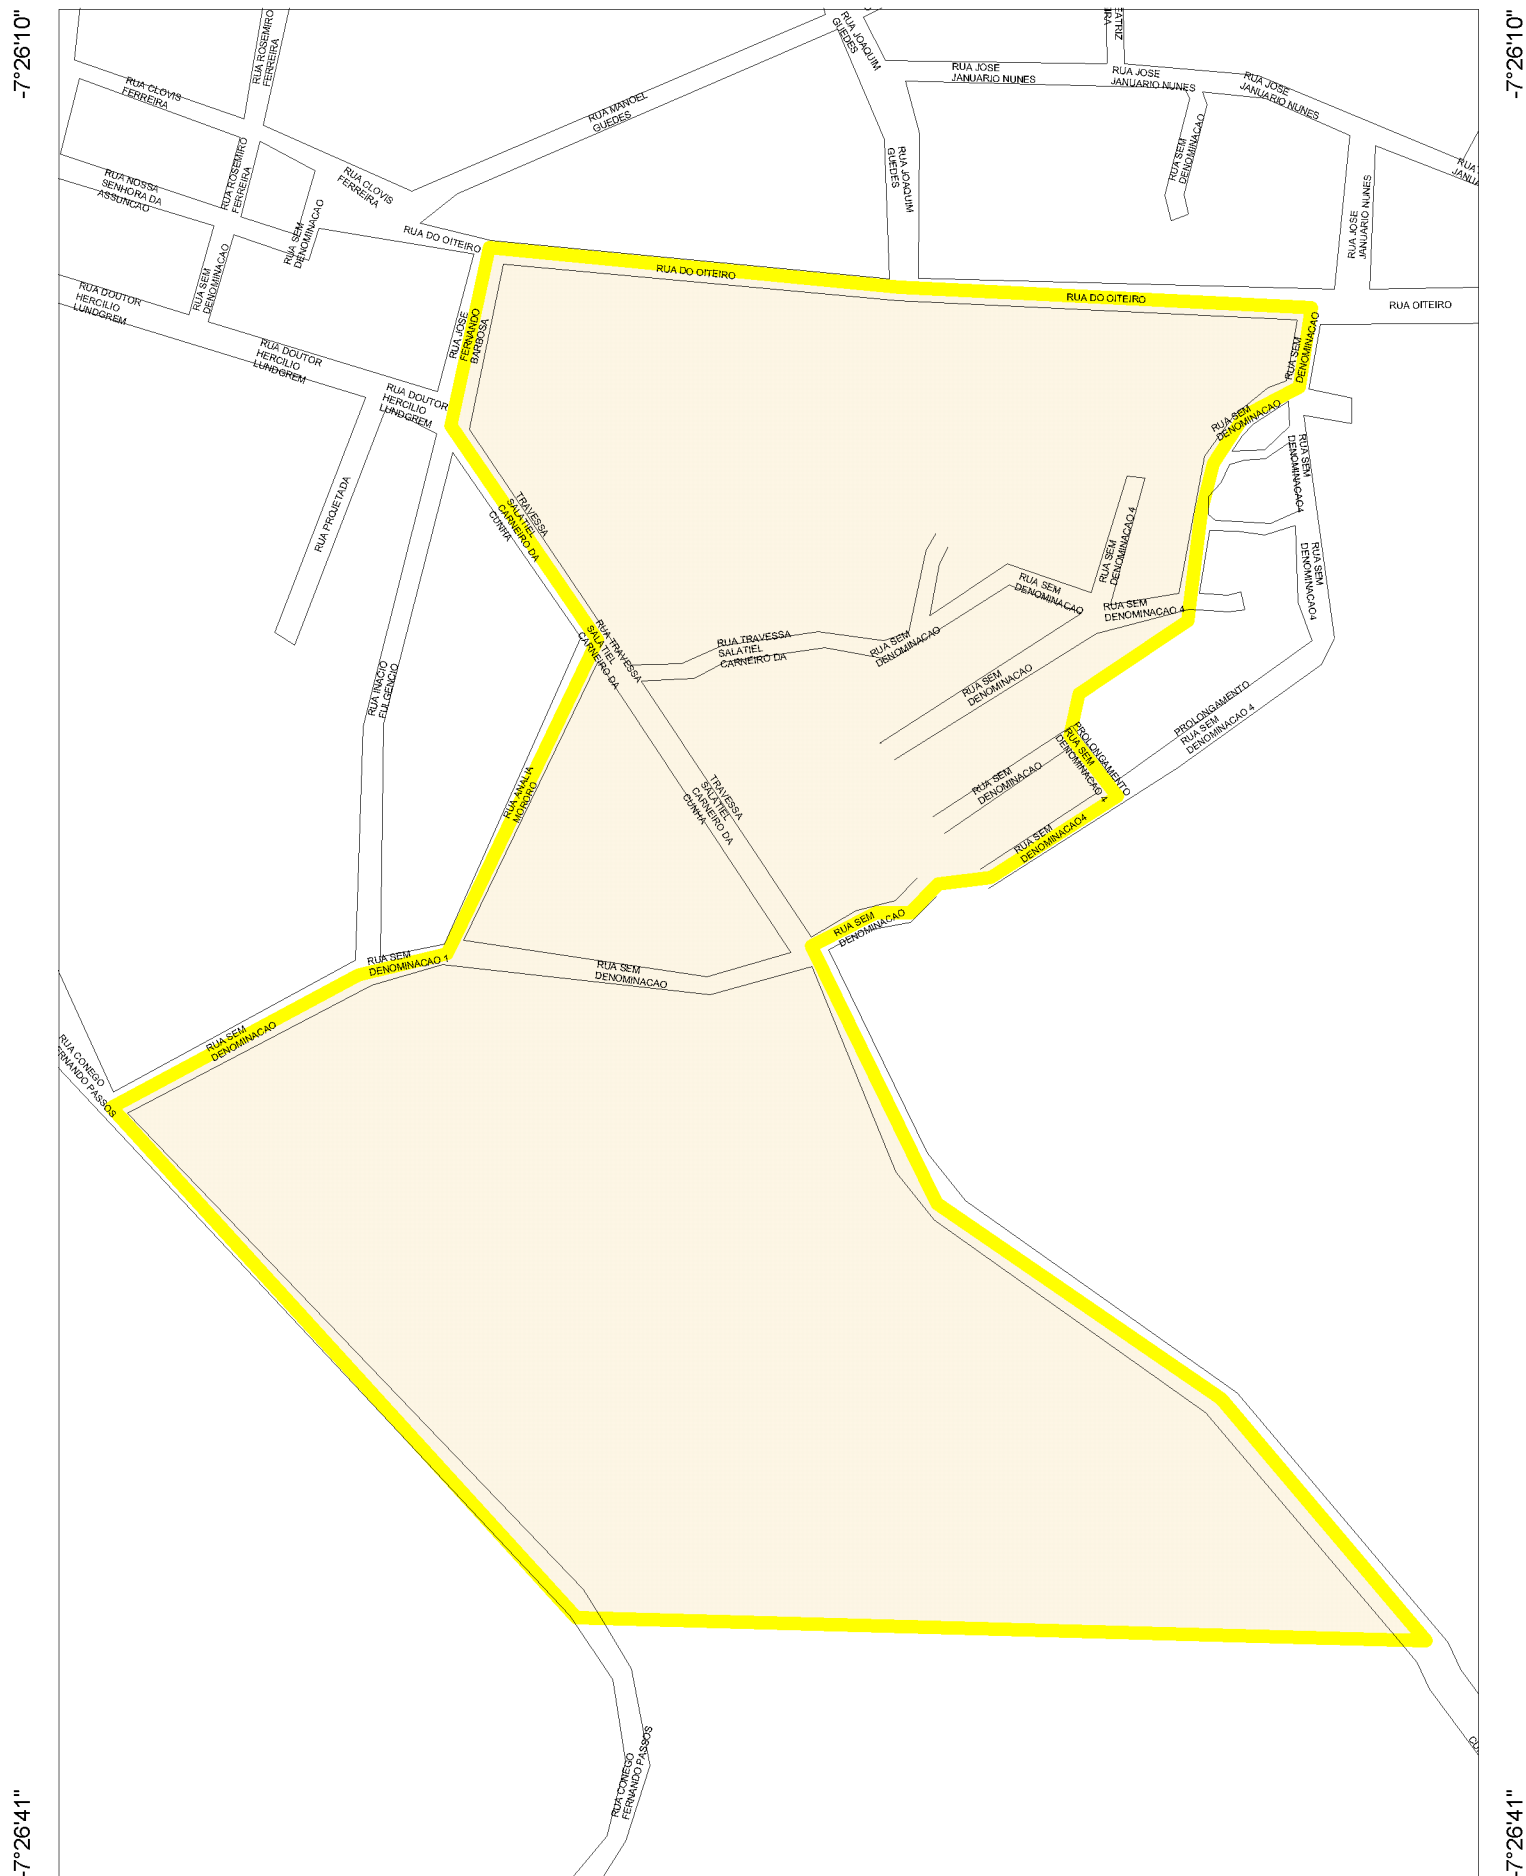 -7°26'10"
-7°26'10"
RUA ROSEMIRO
FERREIRA
RUA JOAQUIM
GUEDES
EATRIZ
RUA JOSE
JANUARIO NUNES
RUA JOSE
JANUARIO NUNES
RUA JOSE
JANUARIO NUNES
RUA CLOVIS
FERREIRA
RUA MANOEL
GUEDES
RUA SEM
DENOMINACAO
RUA ROSEMIRO
FERREIRA
RUA NOSSA
SENHORA DA
ASSUNCAO
RUA CLOVIS
FERREIRA
RUA JOAQUIM
GUEDES
RUA JOSE
JANUARIO NUNES
RUA SEM
DENOMINACAO
RUA DO OITEIRO
RUA SEM
DENOMINACAO
RUA DO OITEIRO
RUA DO OITEIRO
RUA OITEIRO
RUA DOUTOR
HERCILIO
LUNDGREM
RUA JOSE
FERNANDO
BARBOSA
RUA SEM
DENOMINACAO
RUA DOUTOR
HERCILIO
LUNDGREM
RUA DOUTOR
HERCILIO
LUNDGREM
RUA SEM
DENOMINACAO
RUA SEM
DENOMINACAO4
RUA PROJETADA
TRAVESSA
SALATIEL
CARNEIRO DA
CUNHA
RUA SEM
DENOMINACAO 4
RUA SEM
DENOMINACAO4
RUA SEM
DENOMINACAO
RUA SEM
DENOMINACAO 4
RUA TRAVESSA
SALATIEL
CARNEIRO DA
RUA TRAVESSA
SALATIEL
CARNEIRO DA
RUA SEM
DENOMINACAO
RUA INACIO
FULGENCIO
RUA SEM
DENOMINACAO
PROLONGAMENTO
RUA SEM
DENOMINACAO 4
PROLONGAMENTO
RUA SEM
DENOMINACAO 4
RUA ANALIA
MORORO
TRAVESSA
SALATIEL
CARNEIRO DA
CUNHA
RUA SEM
DENOMINACAO
RUA SEM
DENOMINACAO4
RUA SEM
DENOMINACAO
RUA SEM
DENOMINACAO 1
RUA SEM
DENOMINACAO
RUA SEM
DENOMINACAO
RUA CONEGO
FERNANDO PASSOS
RUA CONEGO
FERNANDO PASSOS
-7°26'41"
-7°26'41"